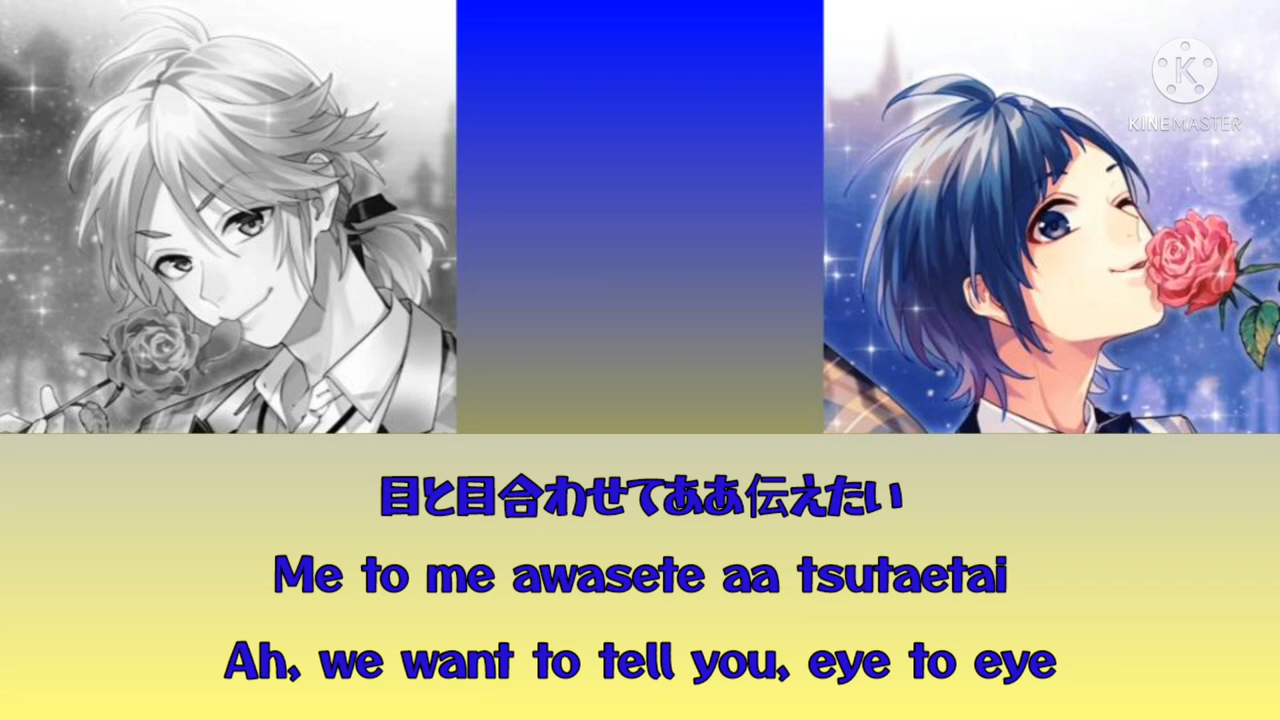 K
KINEMASTER
目と目合わせてああ伝えたい
Me to me awasete aa tsutaetai
Ah, we want to tell you, eye to eye